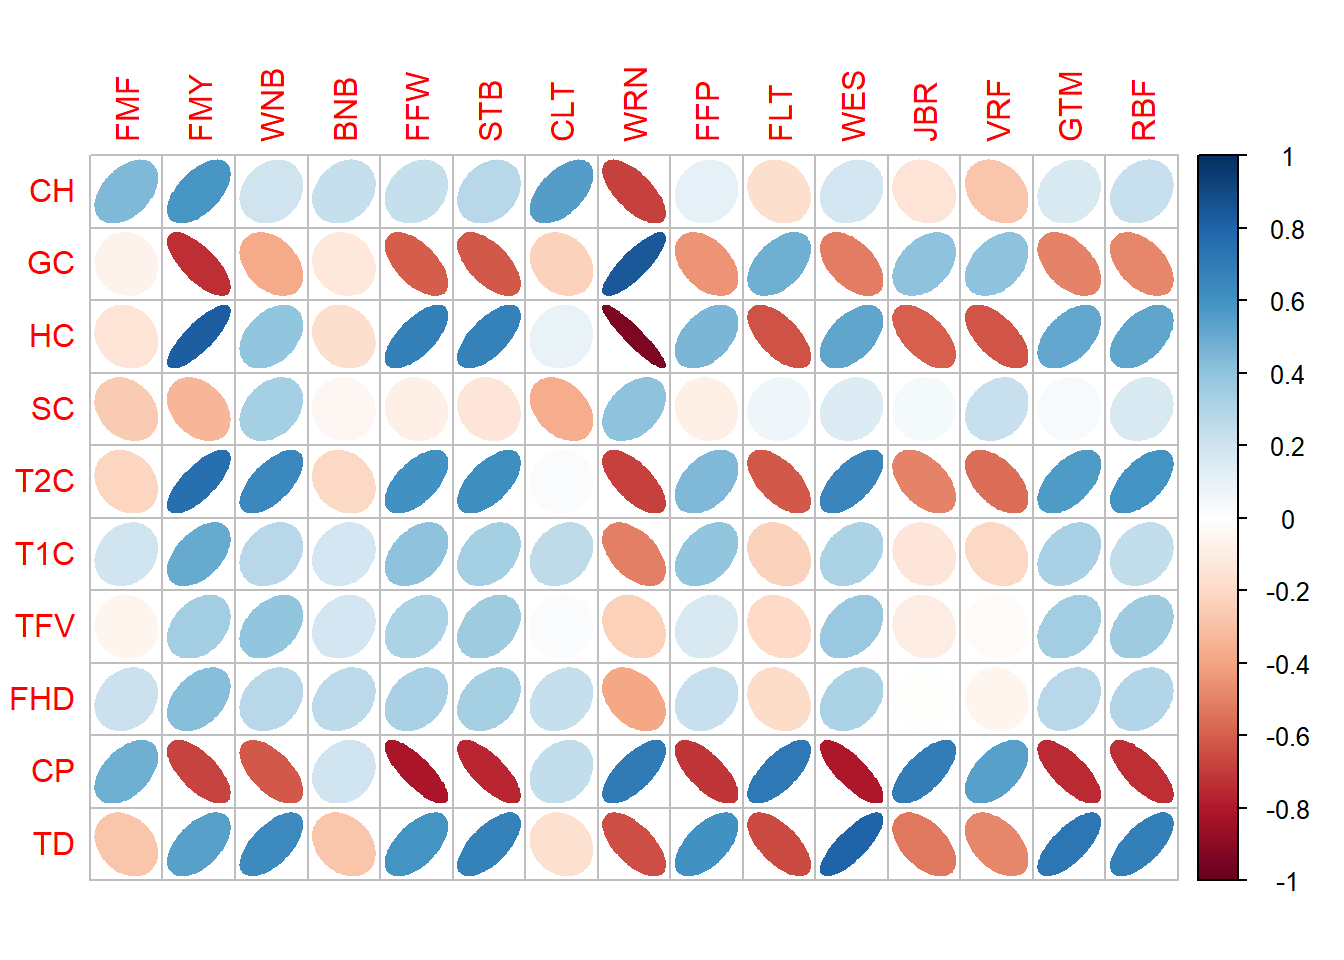 FMF FMY WNB BNB FFW STB CLT WRN FFP FLT WES JBR VRF GTM RBF
CH
GC
HC
SC
T2C
T1C
TFV
FHD
CP
TD
1
0.8
0.6
0.4
0.2
0
-0.2
-0.4
-0.6
-0.8
-1